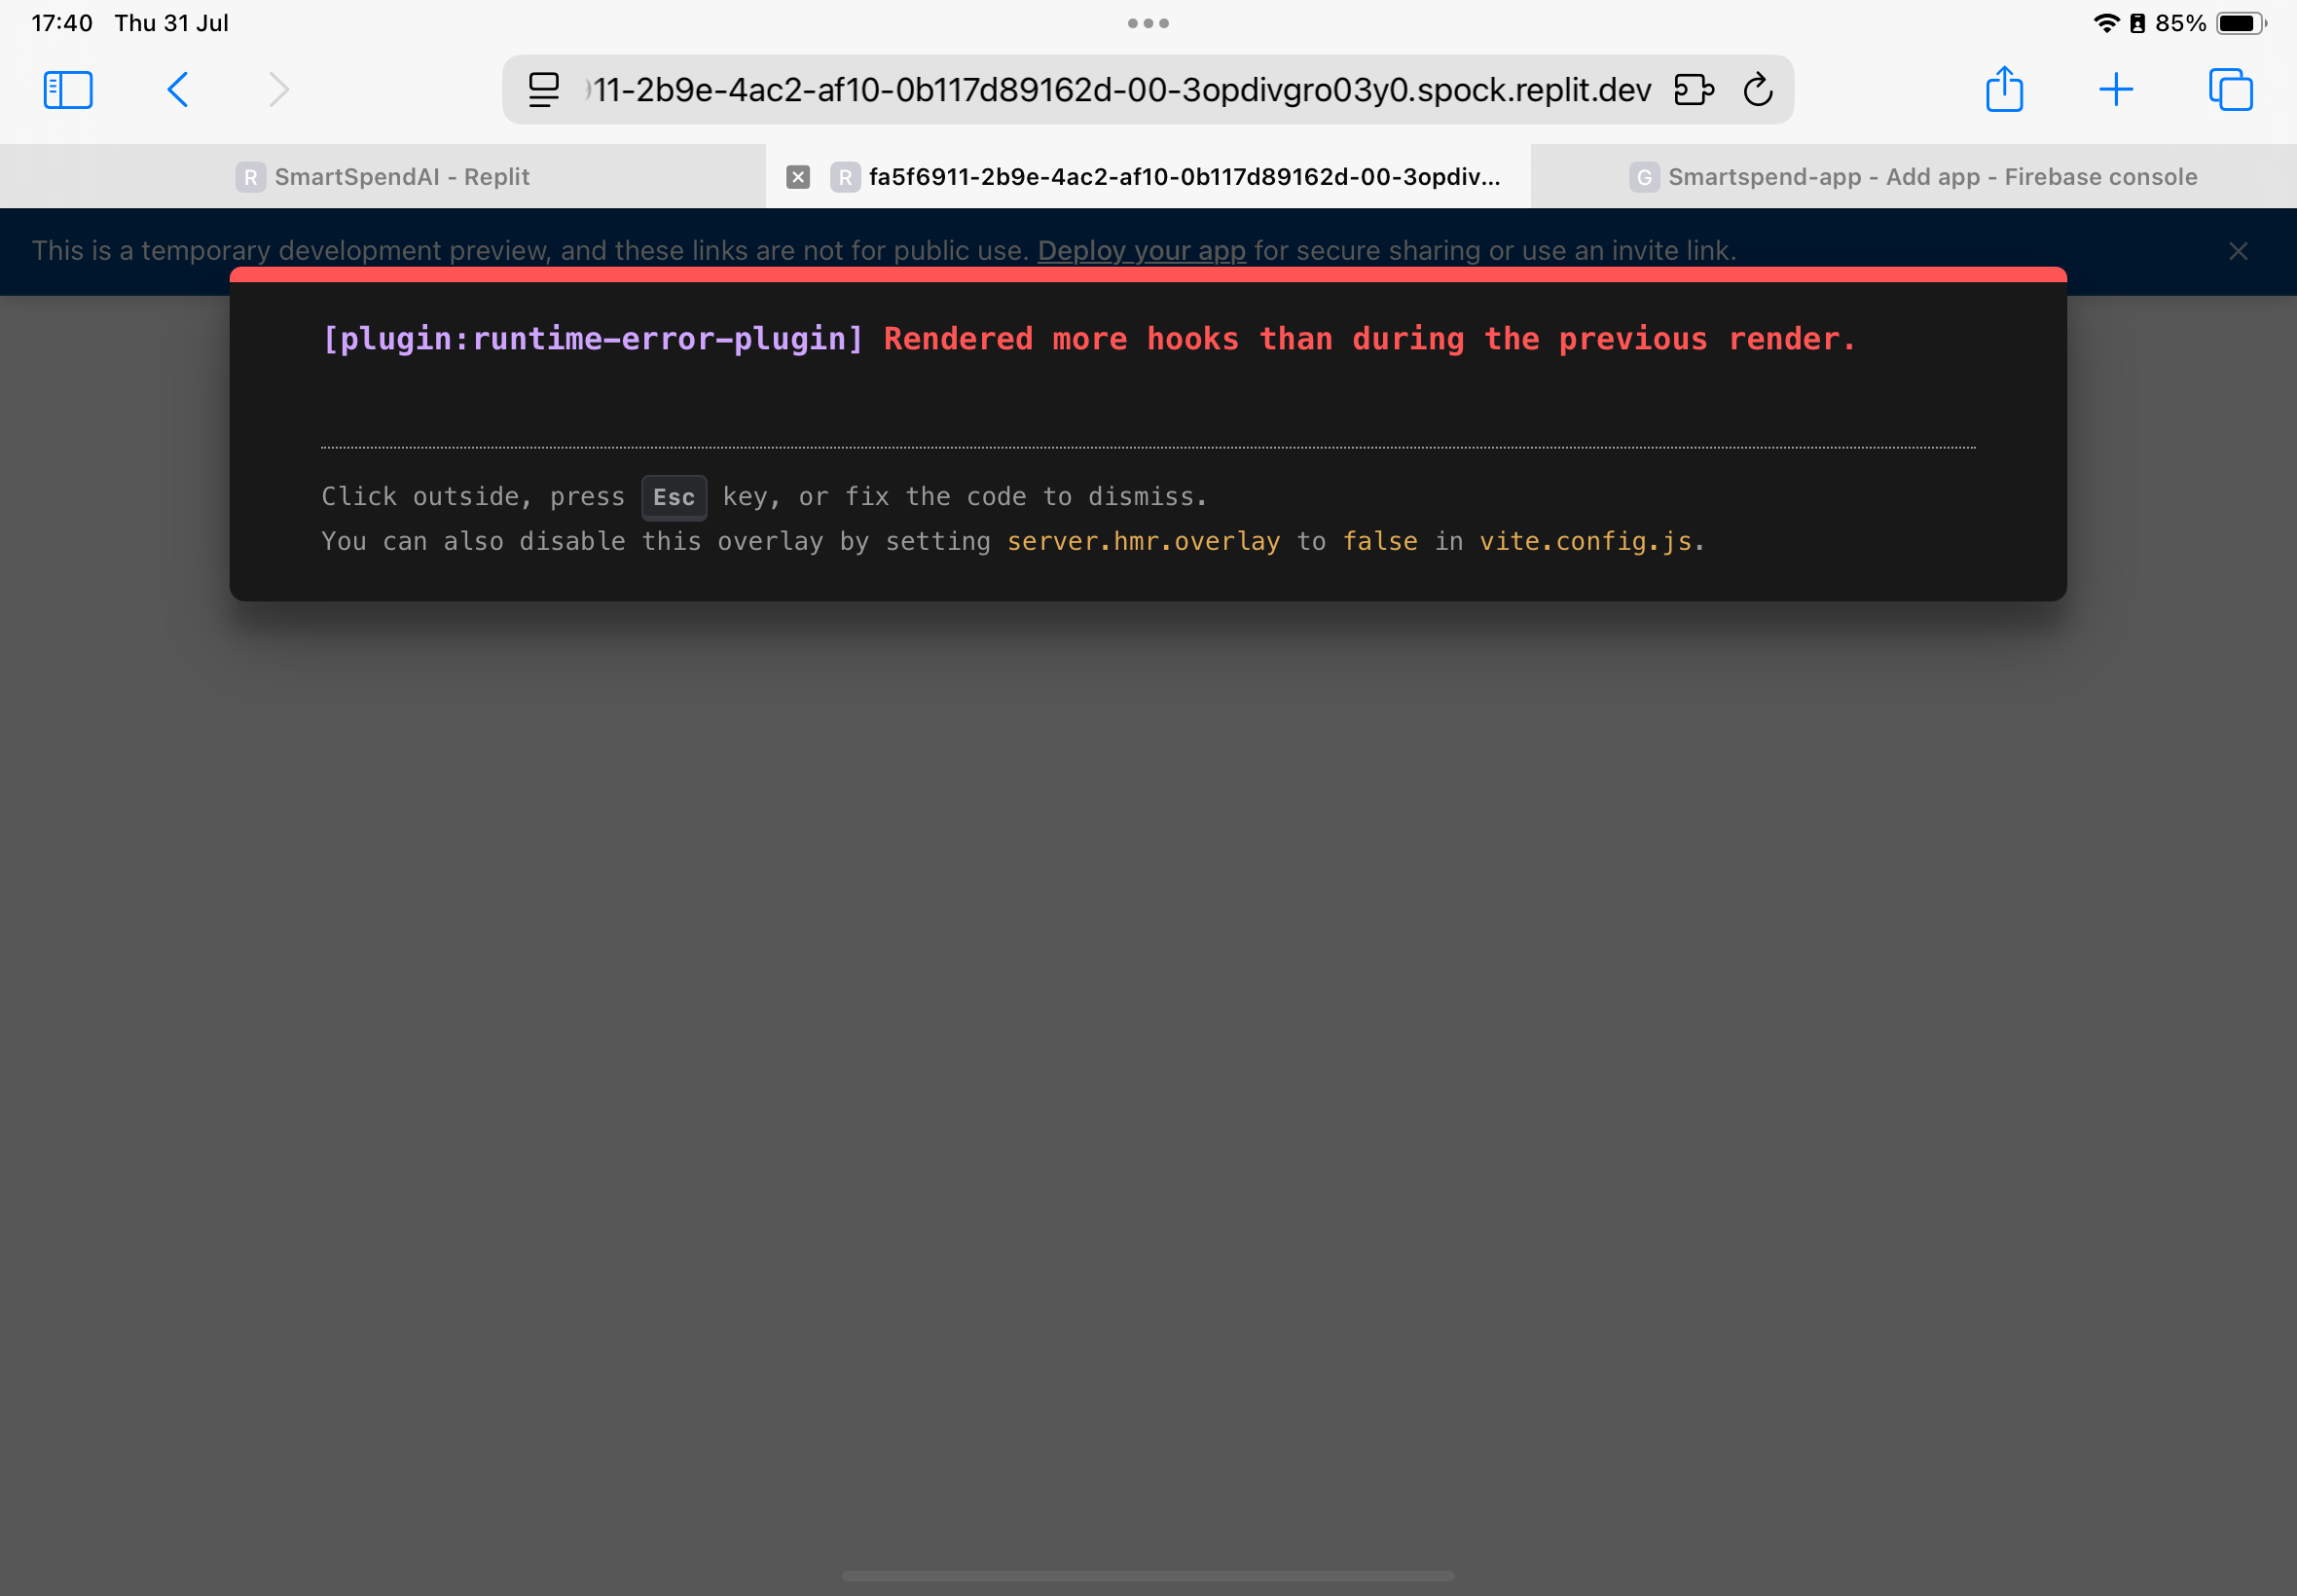 17:40 Thu 31 Jul
85%
11-2b9e-4ac2-af10-0b117d89162d-00-3opdivgro03y0.spock.replit.dev
R SmartSpendAI - Replit
R fa5f6911-2b9e-4ac2-af10-0b117d89162d-00-3opdiv...
G Smartspend-app - Add app - Firebase console
This is a temporary development preview, and these links are not for public use. Deploy your app for secure sharing or use an invite link.
[plugin:runtime-error-plugin] Rendered more hooks than during the previous render.
Click outside, press Esc key, or fix the code to dismiss.
You can also disable this overlay by setting server.hmr.overlay to false in vite.config.js.